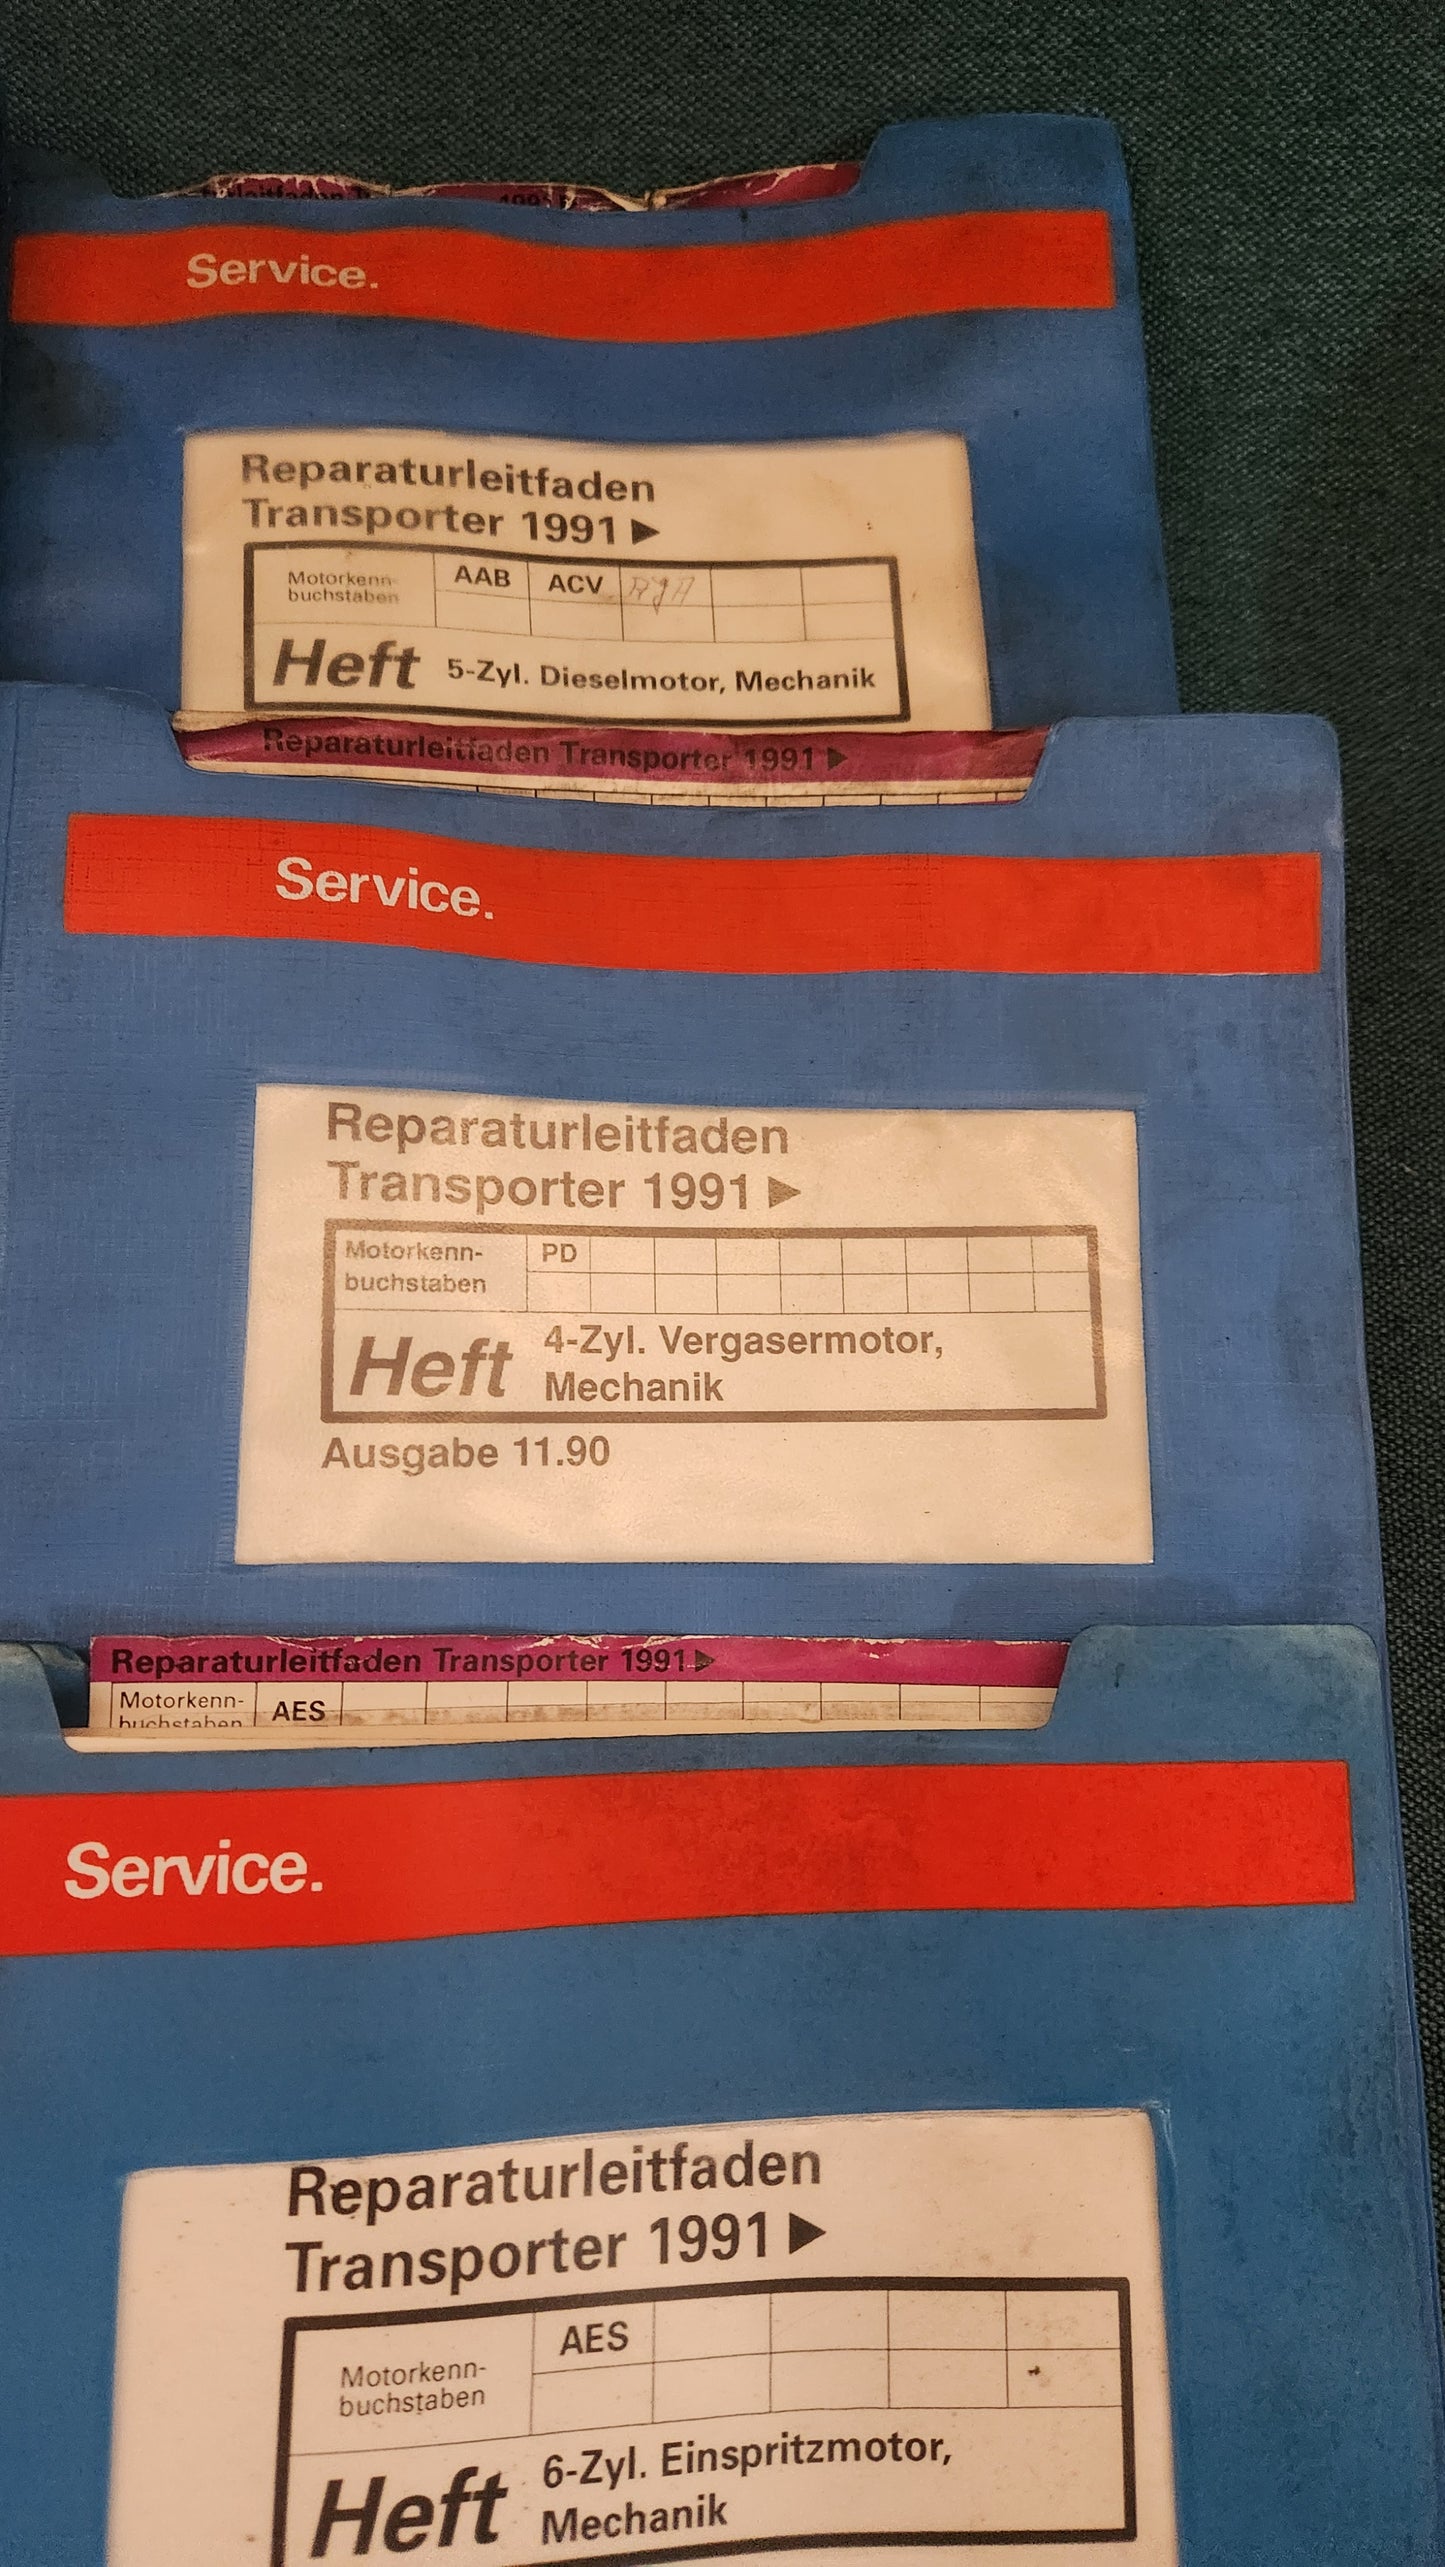 Service.
Reparaturleitfaden
Transporter 1991 ▶
Motorkenn-
buchstaben
AAB ACV
Heft 5-Zyl. Dieselmotor, Mechanik
Reparaturleitfaden Transporter 1991 ▶
Service.
Reparaturleitfaden
Transporter 1991 ▶
Motorkenn-
buchstaben
PD
Heft 4-Zyl. Vergasermotor,
Mechanik
Ausgabe 11.90
Reparaturleitfaden Transporter 1991 ▶
Motorkenn-
buchstaben
AES
Service.
Reparaturleitfaden
Transporter 1991 ▶
Motorkenn-
buchstaben
AES
Heft 6-Zyl. Einspritzmotor,
Mechanik